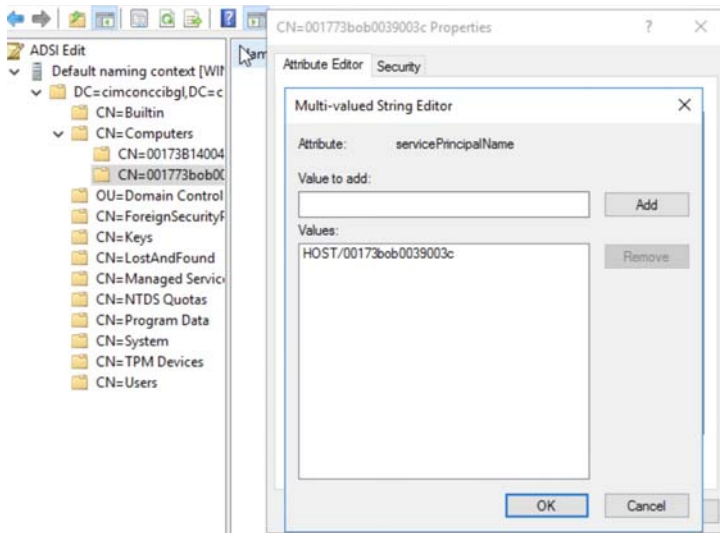 ADSI Edit
Default naming context [WIN
DC=cimconccibgl,DC=c
CN=Builtin
CN=Computers
CN=00173B14004
CN=001773bob00
OU=Domain Control
CN=ForeignSecurityP
CN=Keys
CN=LostAndFound
CN=Managed Service
CN=NTDS Quotas
CN=Program Data
CN=System
CN=TPM Devices
CN=Users
Nam
CN=001773bob0039003c Properties
? ×
Attribute Editor Security
Multi-valued String Editor
Attribute: servicePrincipalName
Value to add:
Add
Values:
HOST/00173bob0039003c
Remove
OK Cancel